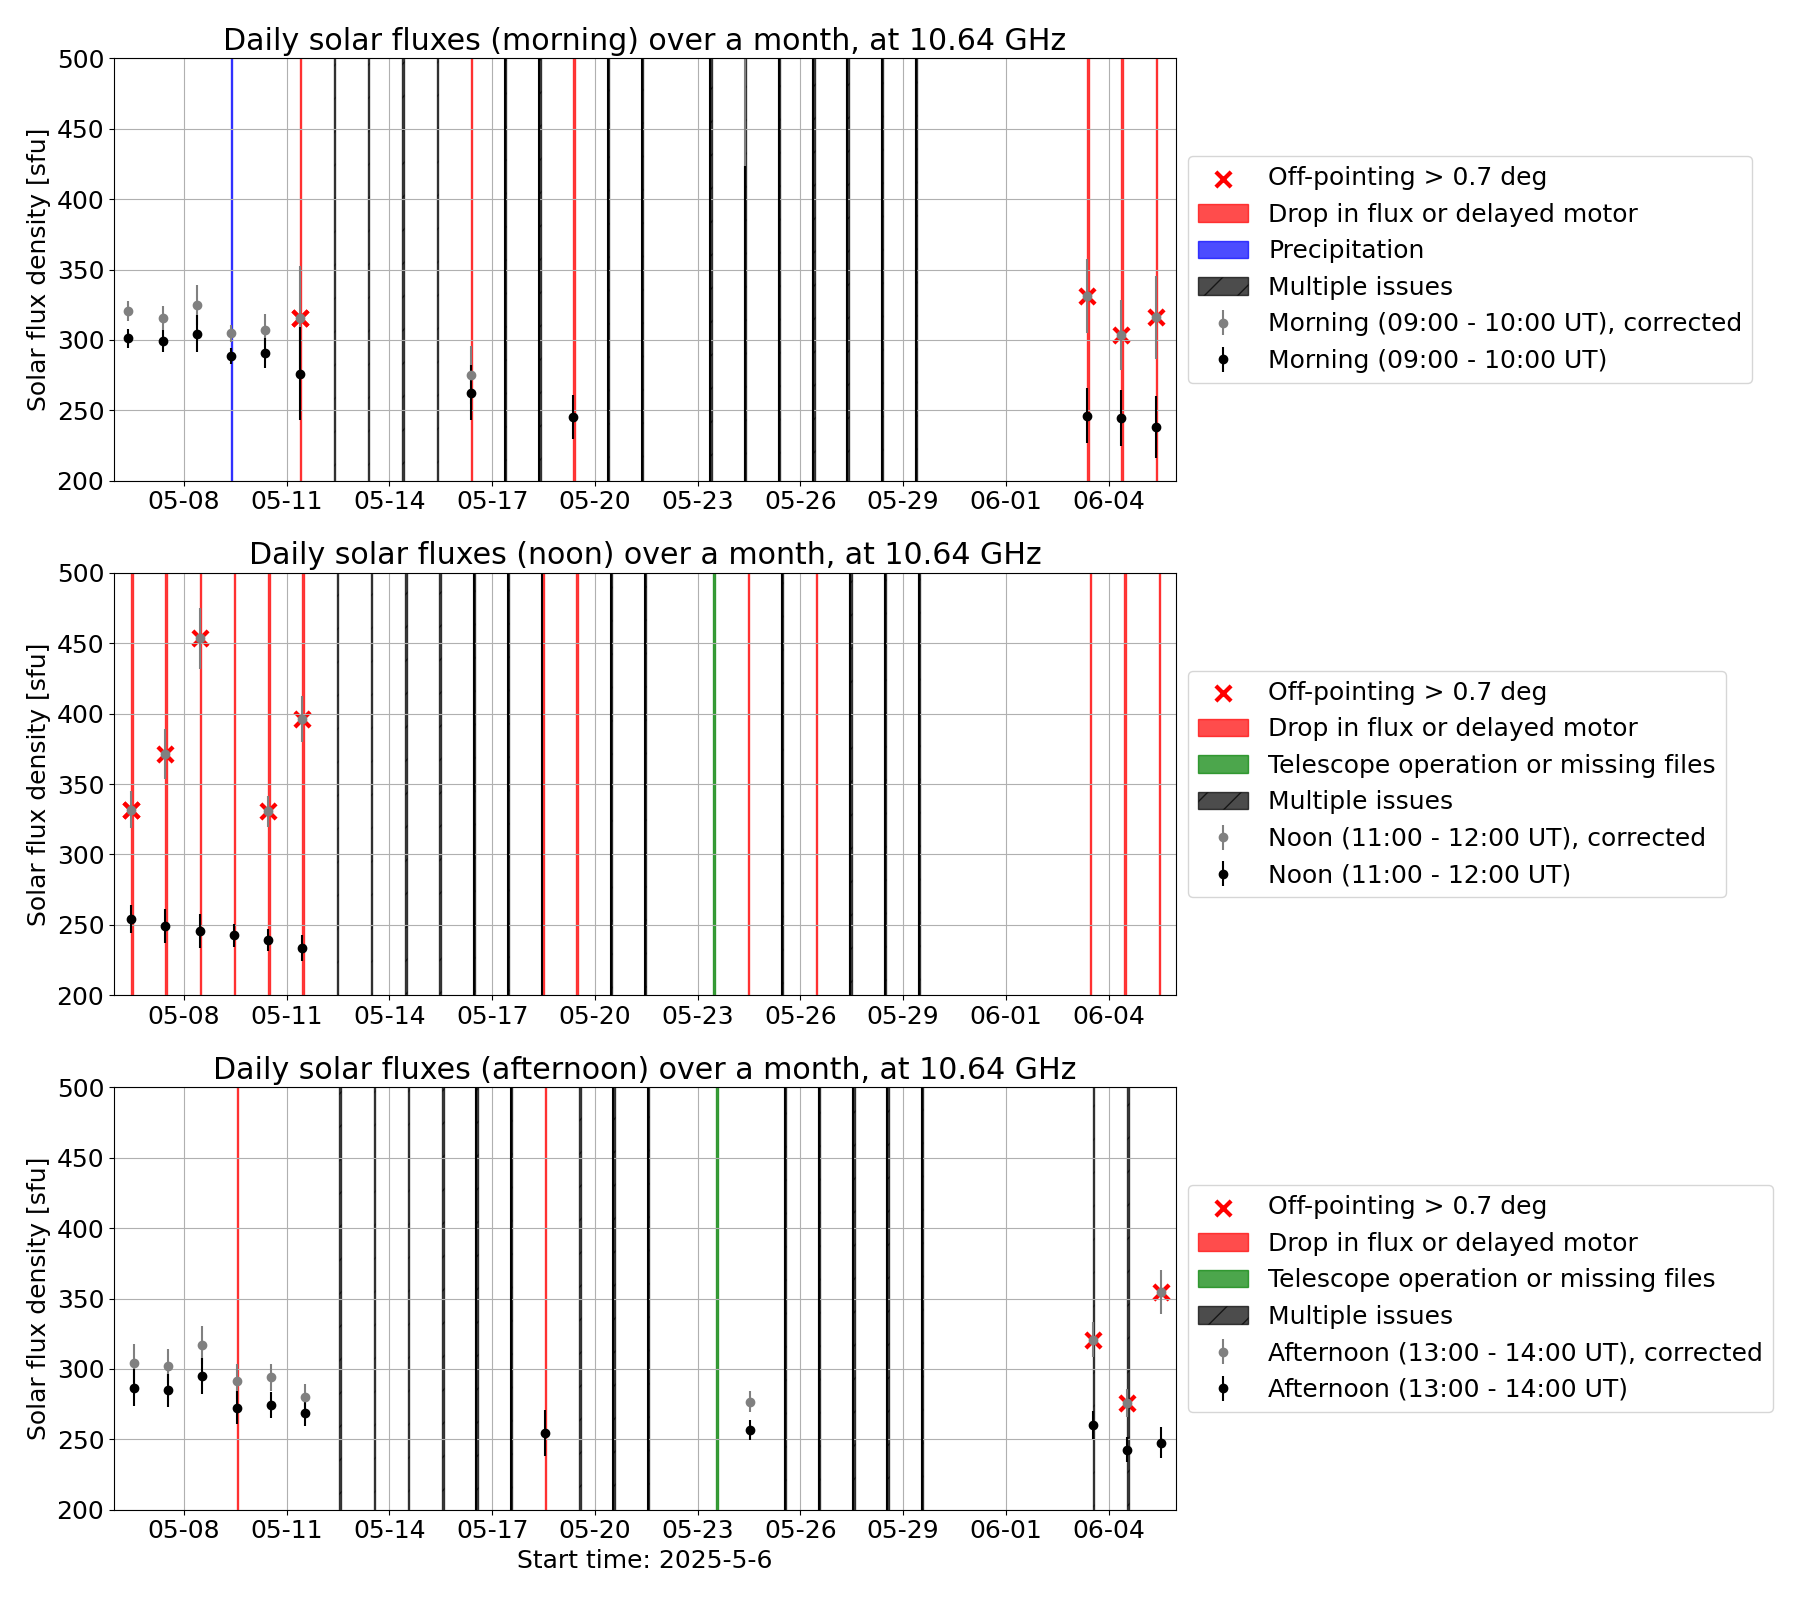 Daily solar fluxes (morning) over a month, at 10.64 GHz
Solar flux density [sfu]
500
450
400
350
300
250
200
05-08 05-11 05-14 05-17 05-20 05-23 05-26 05-29 06-01 06-04
Off-pointing > 0.7 deg
Drop in flux or delayed motor
Precipitation
Multiple issues
Morning (09:00 - 10:00 UT), corrected
Morning (09:00 - 10:00 UT)
Daily solar fluxes (noon) over a month, at 10.64 GHz
Solar flux density [sfu]
500
450
400
350
300
250
200
05-08 05-11 05-14 05-17 05-20 05-23 05-26 05-29 06-01 06-04
Off-pointing > 0.7 deg
Drop in flux or delayed motor
Telescope operation or missing files
Multiple issues
Noon (11:00 - 12:00 UT), corrected
Noon (11:00 - 12:00 UT)
Daily solar fluxes (afternoon) over a month, at 10.64 GHz
Solar flux density [sfu]
500
450
400
350
300
250
200
05-08 05-11 05-14 05-17 05-20 05-23 05-26 05-29 06-01 06-04
Start time: 2025-5-6
Off-pointing > 0.7 deg
Drop in flux or delayed motor
Telescope operation or missing files
Multiple issues
Afternoon (13:00 - 14:00 UT), corrected
Afternoon (13:00 - 14:00 UT)